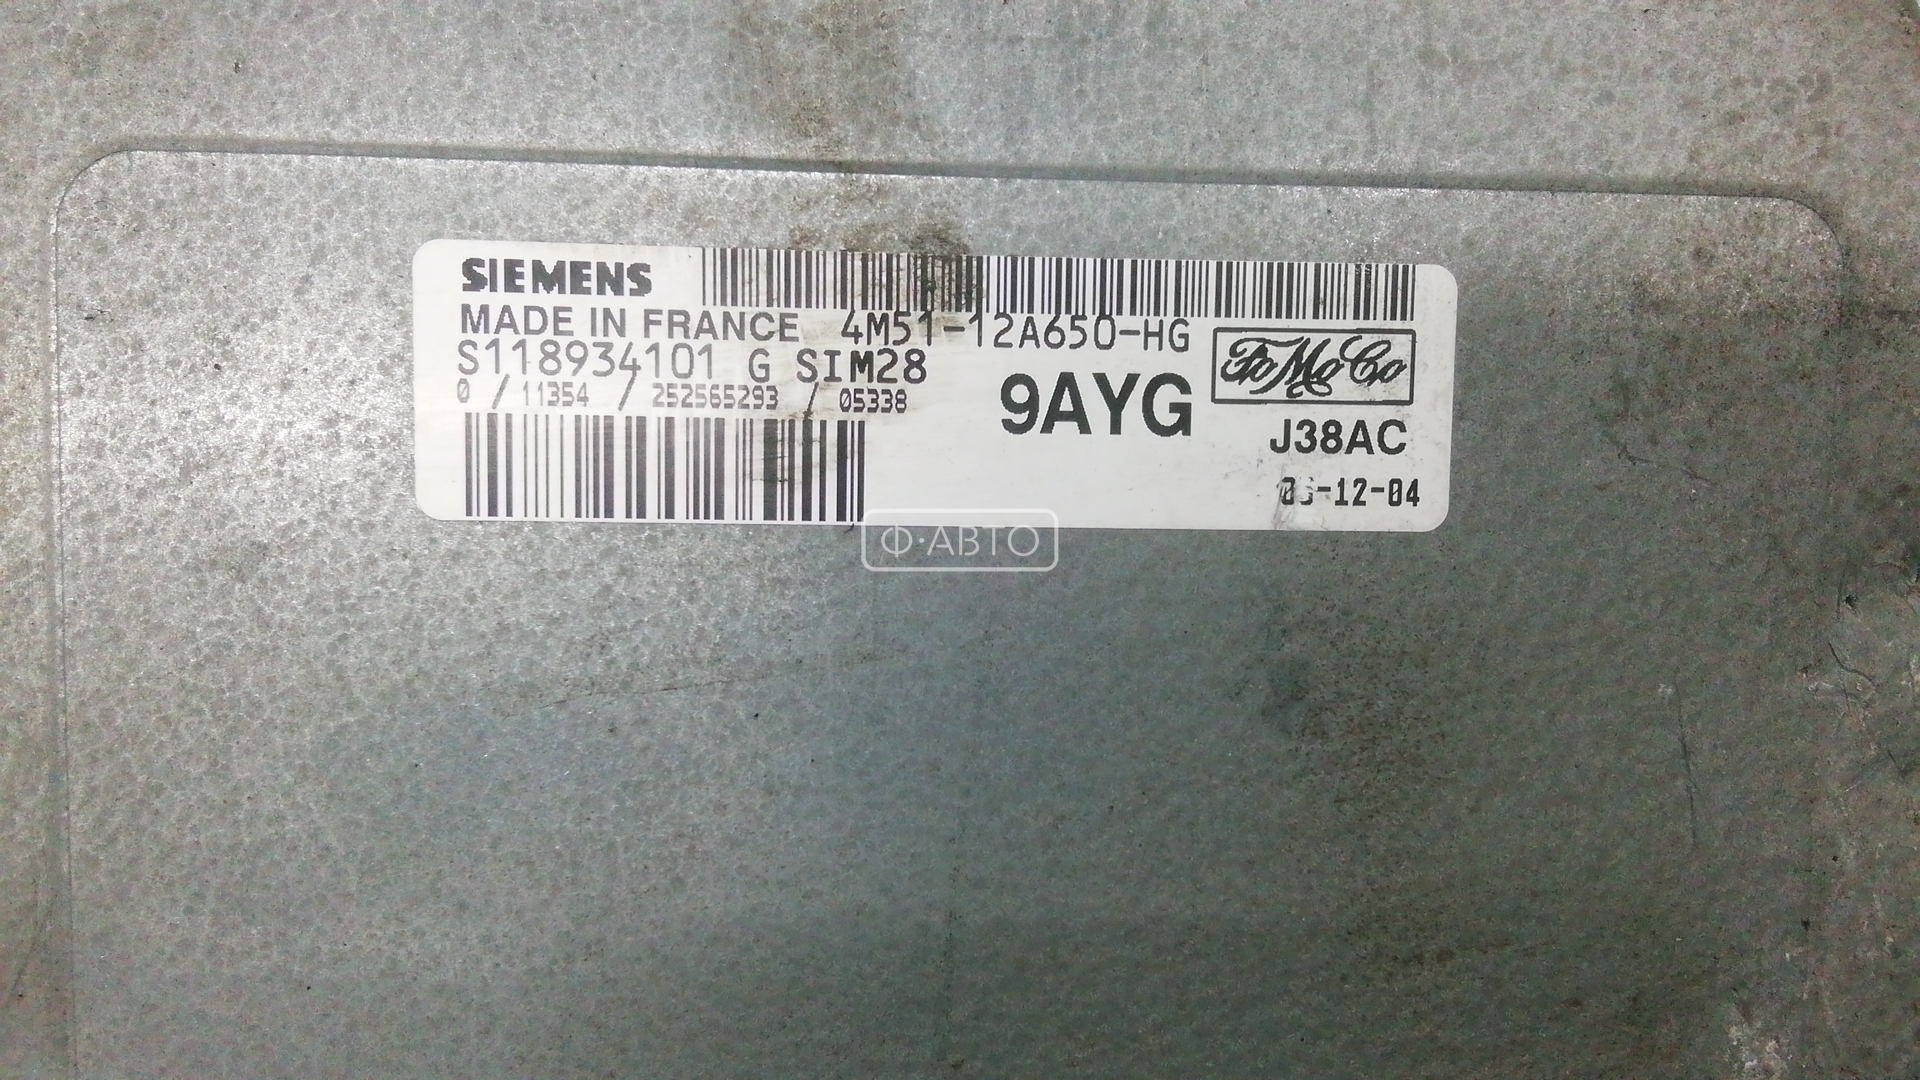 SIEMENS
MADE IN FRANCE 4M51-12A650-HG
S118934101 G SIM28
0 / 11354 / 252565293 / 05338
9AYG
FoMoCo
J38AC
05-12-04
Ф·АВТО